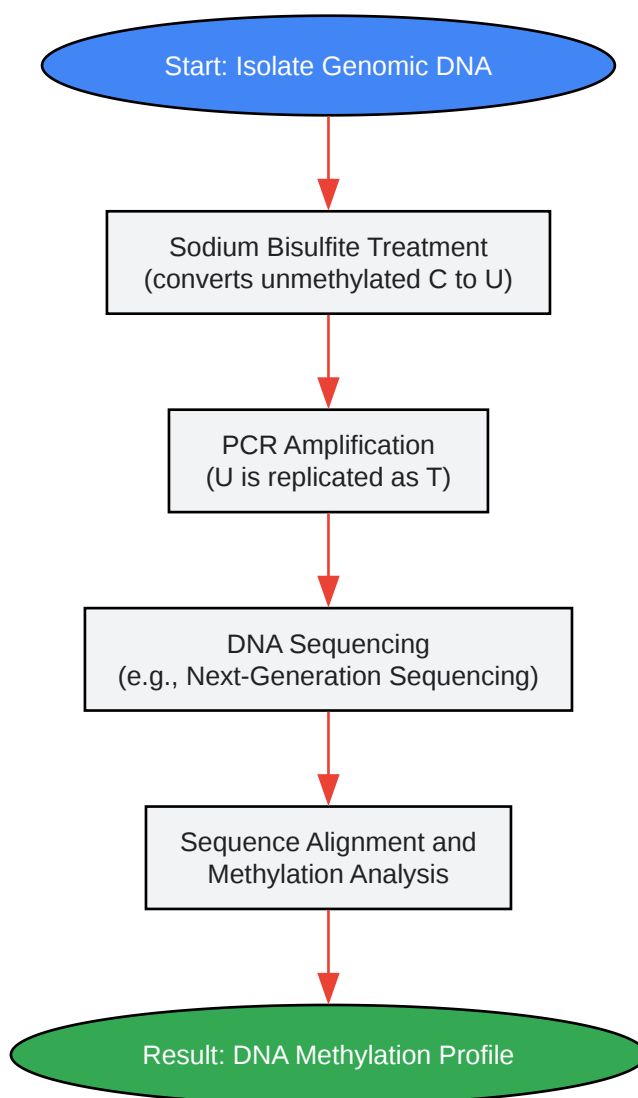 Start: Isolate Genomic DNA
Sodium Bisulfite Treatment
(converts unmethylated C to U)
PCR Amplification
(U is replicated as T)
DNA Sequencing
(e.g., Next-Generation Sequencing)
Sequence Alignment and
Methylation Analysis
Result: DNA Methylation Profile